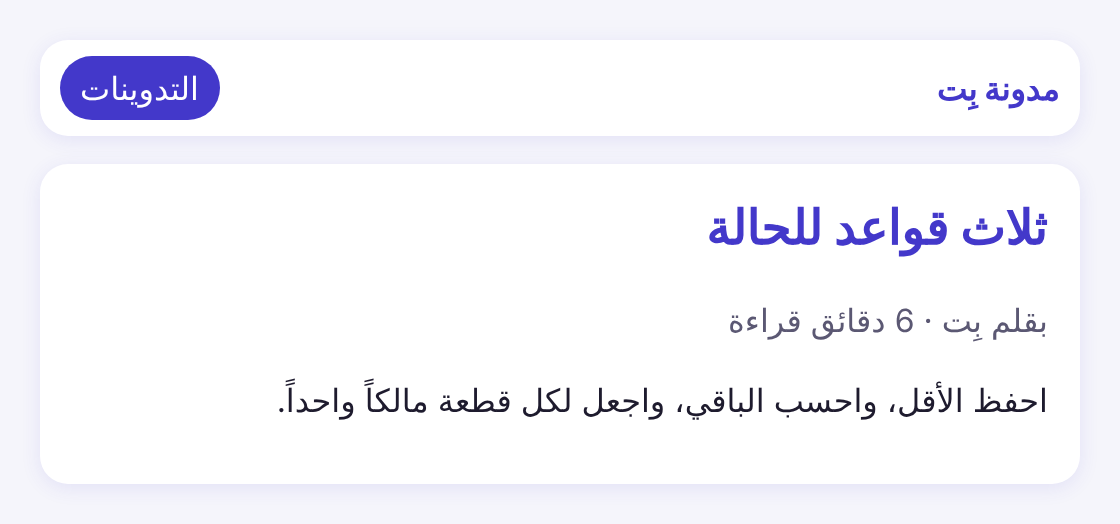 مدونة بِت
التدوينات
ثلاث قواعد للحالة
بقلم بِت · 6 دقائق قراءة
احفظ الأقل، واحسب الباقي، واجعل لكل قطعة مالكاً واحداً.